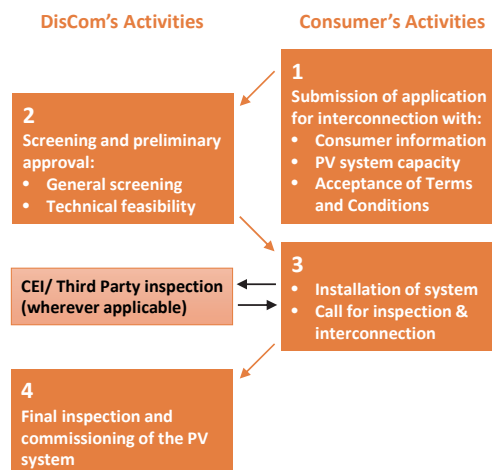 DisCom's Activities
Consumer's Activities
1
Submission of application
for interconnection with:
• Consumer information
• PV system capacity
• Acceptance of Terms
and Conditions
2
Screening and preliminary
approval:
• General screening
• Technical feasibility
3
• Installation of system
• Call for inspection &
interconnection
CEI/ Third Party inspection
(wherever applicable)
4
Final inspection and
commissioning of the PV
system